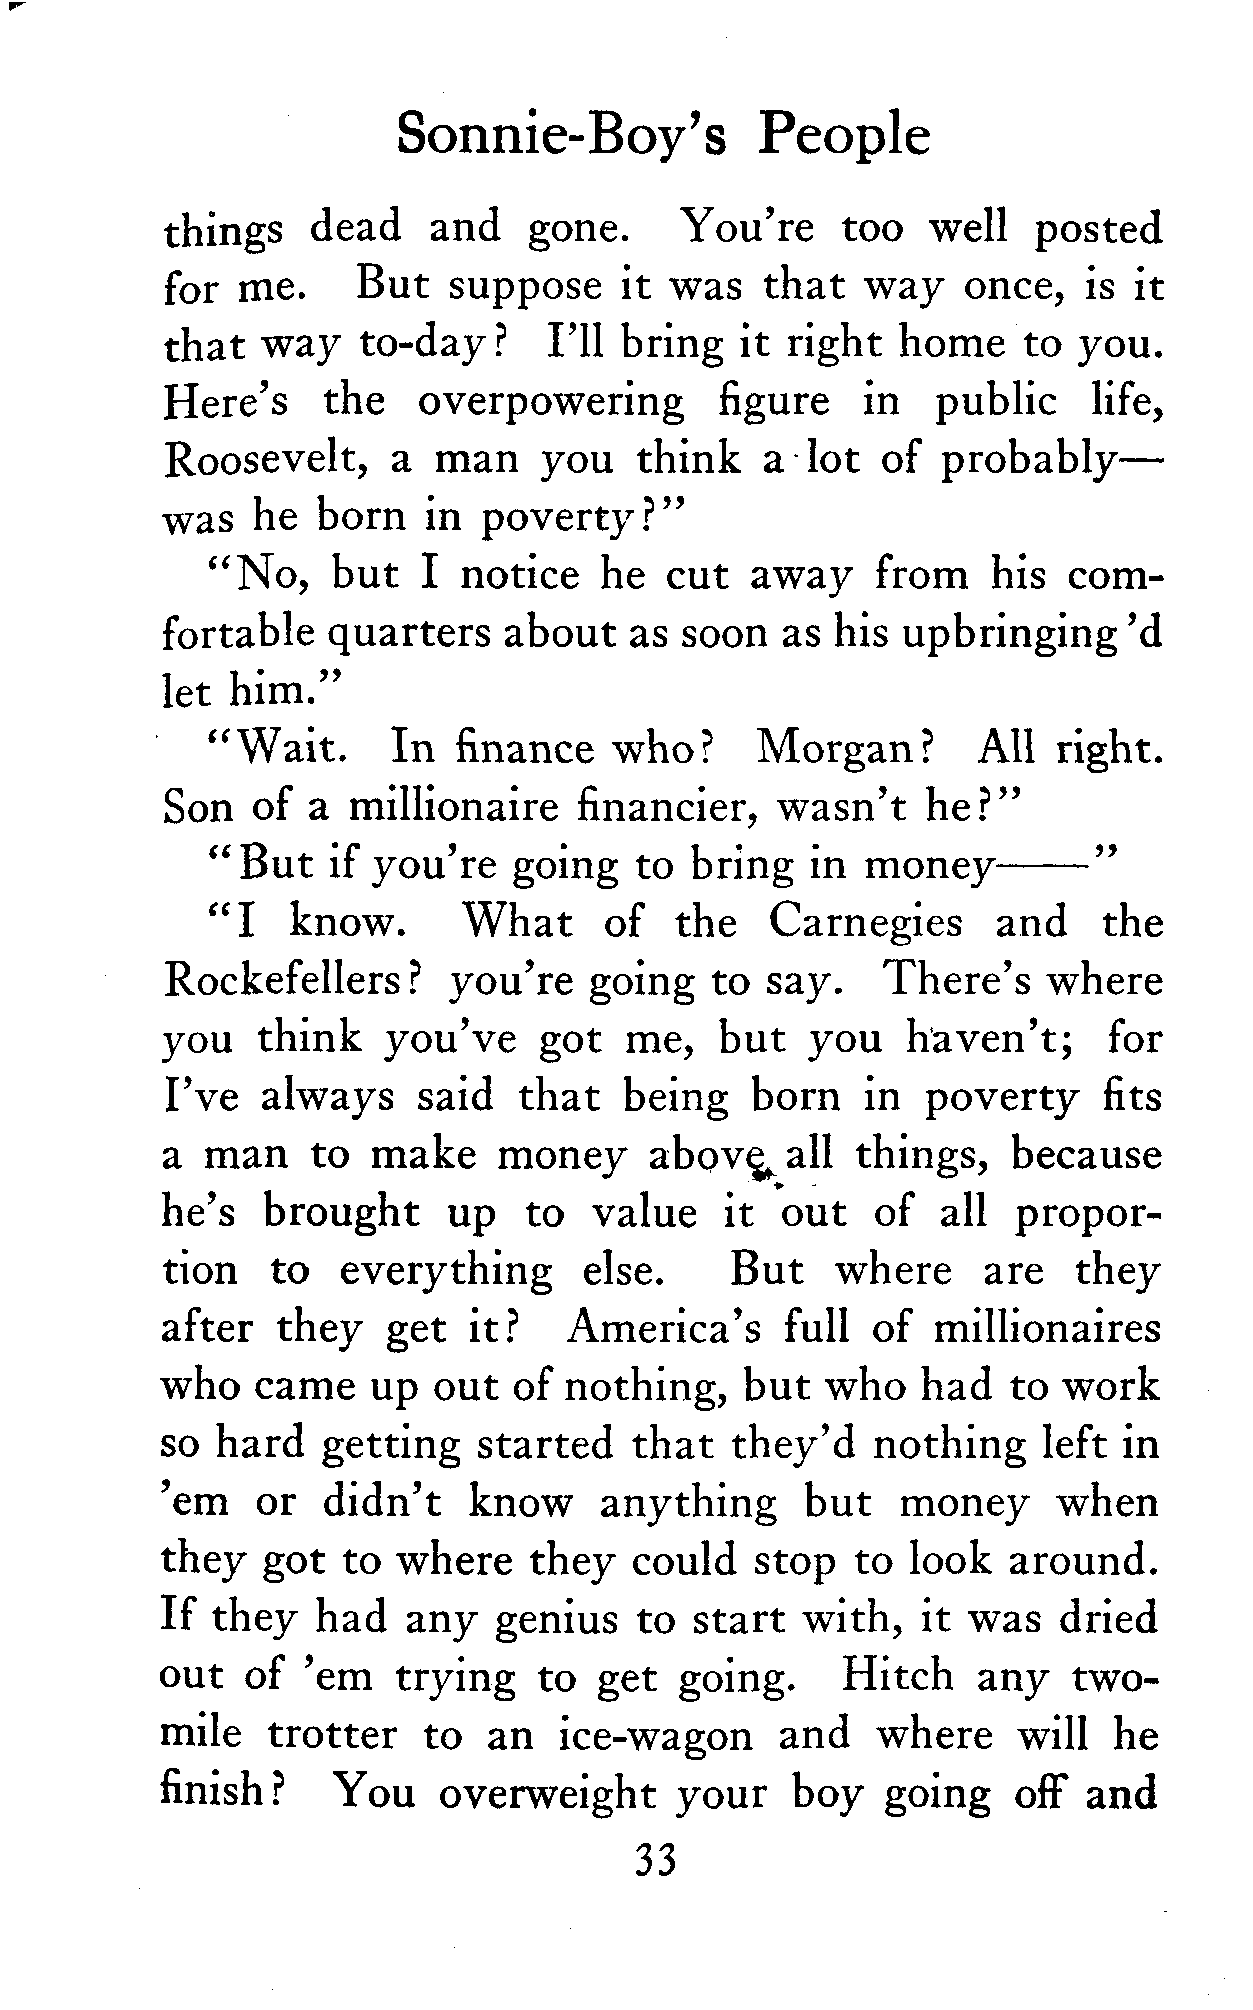 Sonnie-Boy's People
things dead and gone. You're too well posted
for me. But suppose it was that way once, is it
that way to-day? I'll bring it right home to you.
Here's the overpowering figure in public life,
Roosevelt, a man you think a lot of probably—
was he born in poverty?"
"No, but I notice he cut away from his com-
fortable quarters about as soon as his upbringing 'd
let him."
"Wait. In finance who? Morgan? All right.
Son of a millionaire financier, wasn't he?"
"But if you're going to bring in money——"
"I know. What of the Carnegies and the
Rockefellers? you're going to say. There's where
you think you've got me, but you haven't; for
I've always said that being born in poverty fits
a man to make money above all things, because
he's brought up to value it out of all propor-
tion to everything else. But where are they
after they get it? America's full of millionaires
who came up out of nothing, but who had to work
so hard getting started that they'd nothing left in
'em or didn't know anything but money when
they got to where they could stop to look around.
If they had any genius to start with, it was dried
out of 'em trying to get going. Hitch any two-
mile trotter to an ice-wagon and where will he
finish? You overweight your boy going off and
33